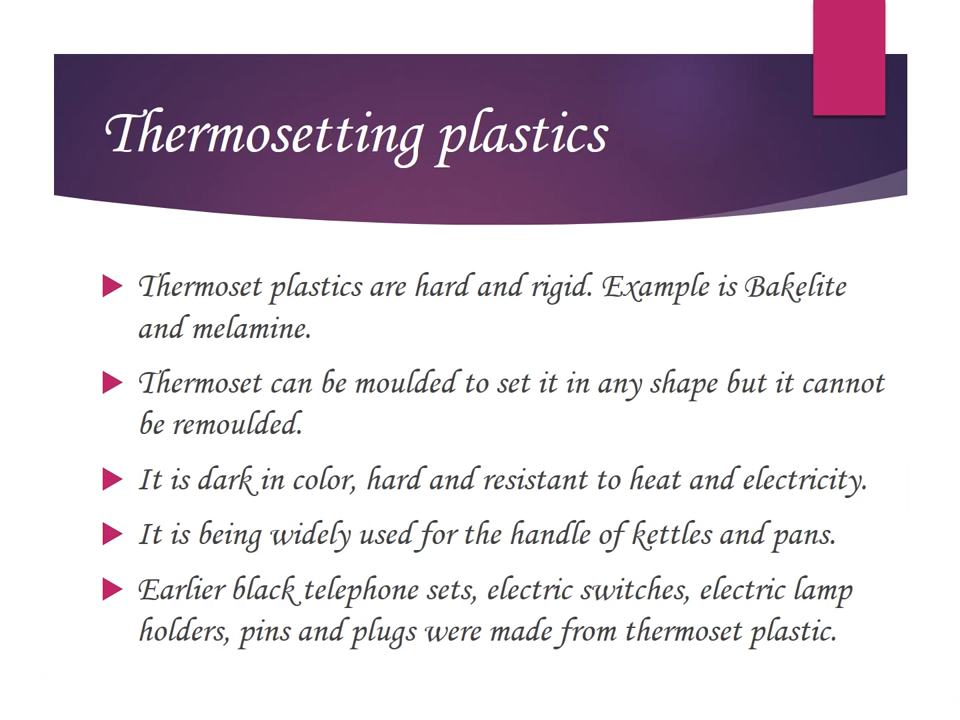 Thermosetting plastics
Thermoset plastics are hard and rigid. Example is Bakelite
and melamine.
Thermoset can be moulded to set it in any shape but it cannot
be remoulded.
It is dark in color, hard and resistant to heat and electricity.
It is being widely used for the handle of kettles and pans.
Earlier black telephone sets, electric switches, electric lamp
holders, pins and plugs were made from thermoset plastic.